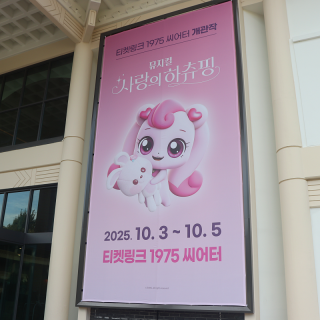 티켓링크 1975 씨어터 개관작
뮤지컬
사랑의 하츄핑
2025. 10. 3 ~ 10. 5
티켓링크 1975 씨어터